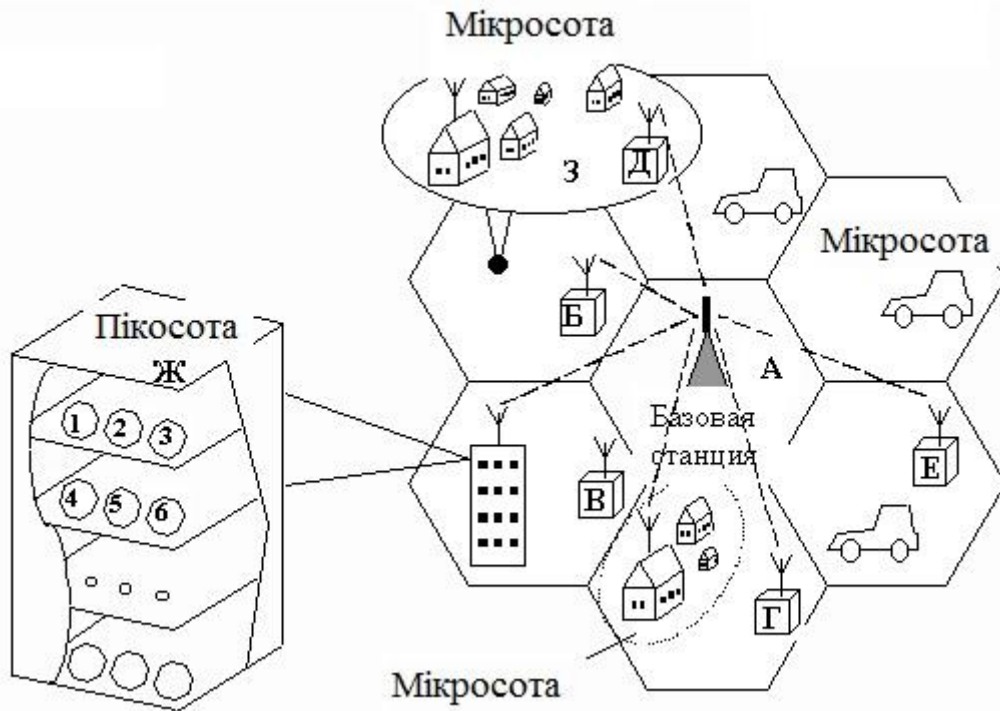 Мікросота
Д
З
Мікросота
Б
Пікосота
Ж
А
1 2 3
Базовая
станция
Е
4 5 6
В
Г
Мікросота